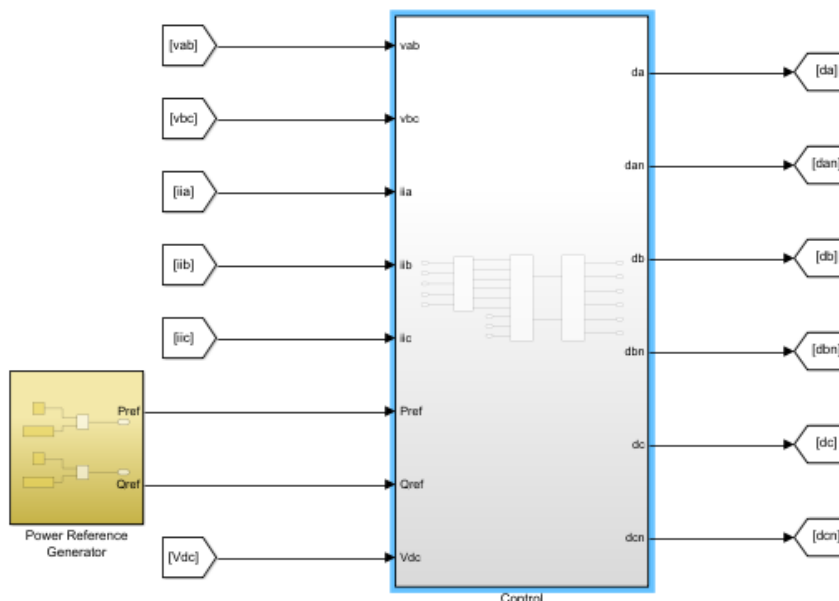 [vab]
vab
[vbc]
vbc
[iia]
iia
[iib]
iib
[iic]
iic
Pref
Pref
Qref
Qref
[Vdc]
Vdc
da
[da]
dan
[dan]
db
[db]
dbn
[dbn]
dc
[dc]
dcn
[dcn]
Power Reference
Generator
Control